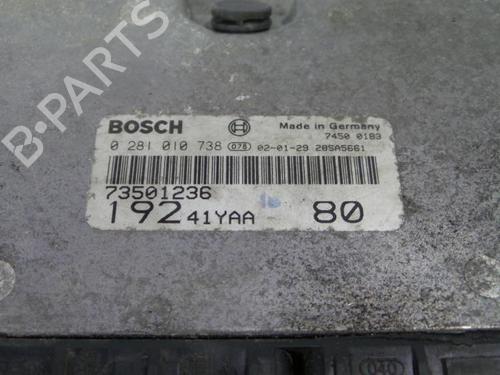 B-PARTS
BOSCH
Made in Germany
7450 0183
0 281 010 738 078 02-01-29 28SA5661
73501236
192 41YAA 80